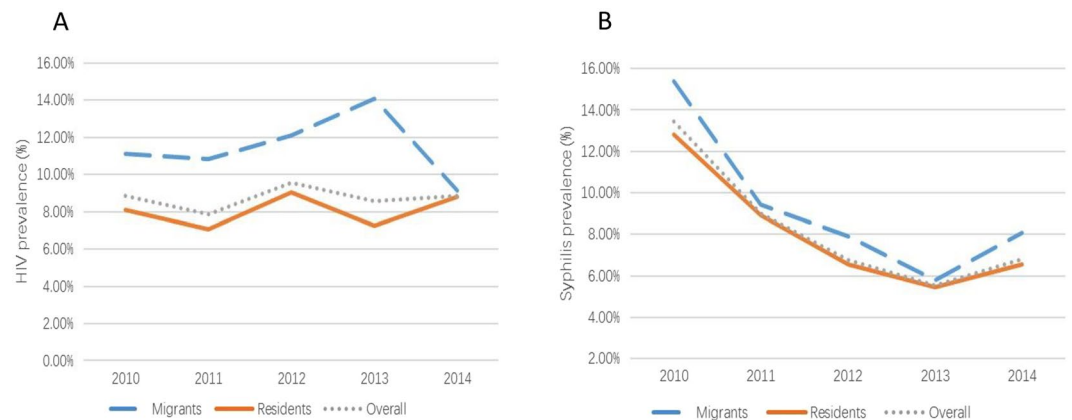 A
HIV prevalence (%)
16.00%
14.00%
12.00%
10.00%
8.00%
6.00%
4.00%
2.00%
0.00%
2010 2011 2012 2013 2014
Migrants Residents Overall
B
Syphilis prevalence (%)
16.00%
14.00%
12.00%
10.00%
8.00%
6.00%
4.00%
2.00%
2010 2011 2012 2013 2014
Migrants Residents Overall